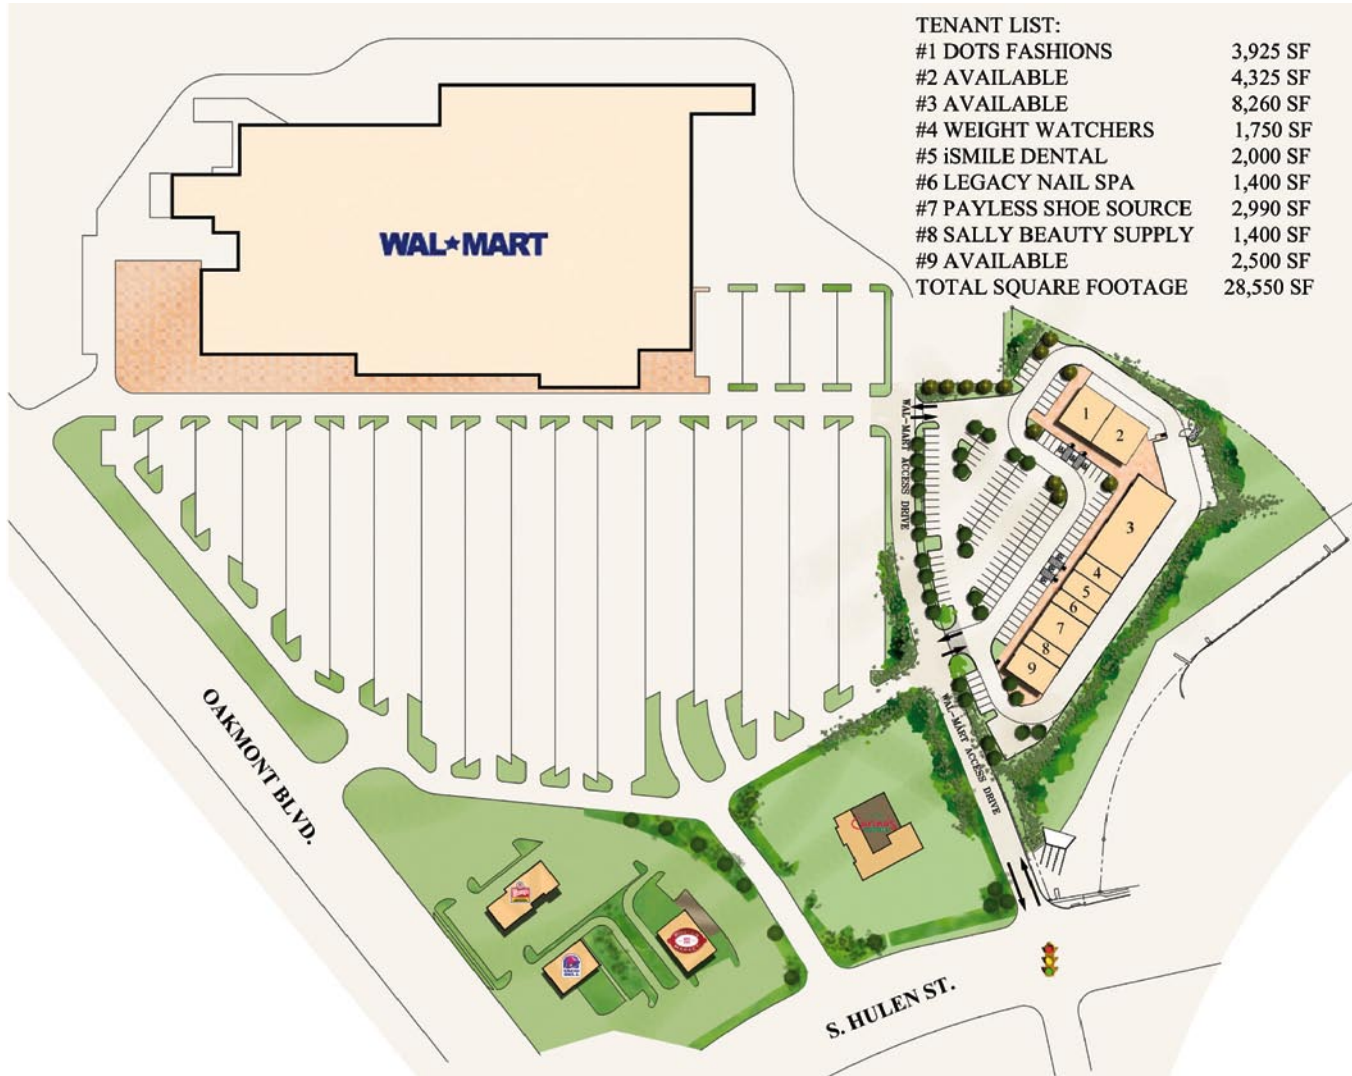 TENANT LIST:
#1 DOTS FASHIONS 3,925 SF
#2 AVAILABLE 4,325 SF
#3 AVAILABLE 8,260 SF
#4 WEIGHT WATCHERS 1,750 SF
#5 iSMILE DENTAL 2,000 SF
#6 LEGACY NAIL SPA 1,400 SF
#7 PAYLESS SHOE SOURCE 2,990 SF
#8 SALLY BEAUTY SUPPLY 1,400 SF
#9 AVAILABLE 2,500 SF
TOTAL SQUARE FOOTAGE 28,550 SF
WAL★MART
WAL-MART ACCESS DRIVE
1
2
3
4
5
6
7
8
9
WAL-MART ACCESS DRIVE
OAKMONT BLVD.
TACO
BELL
S. HULEN ST.